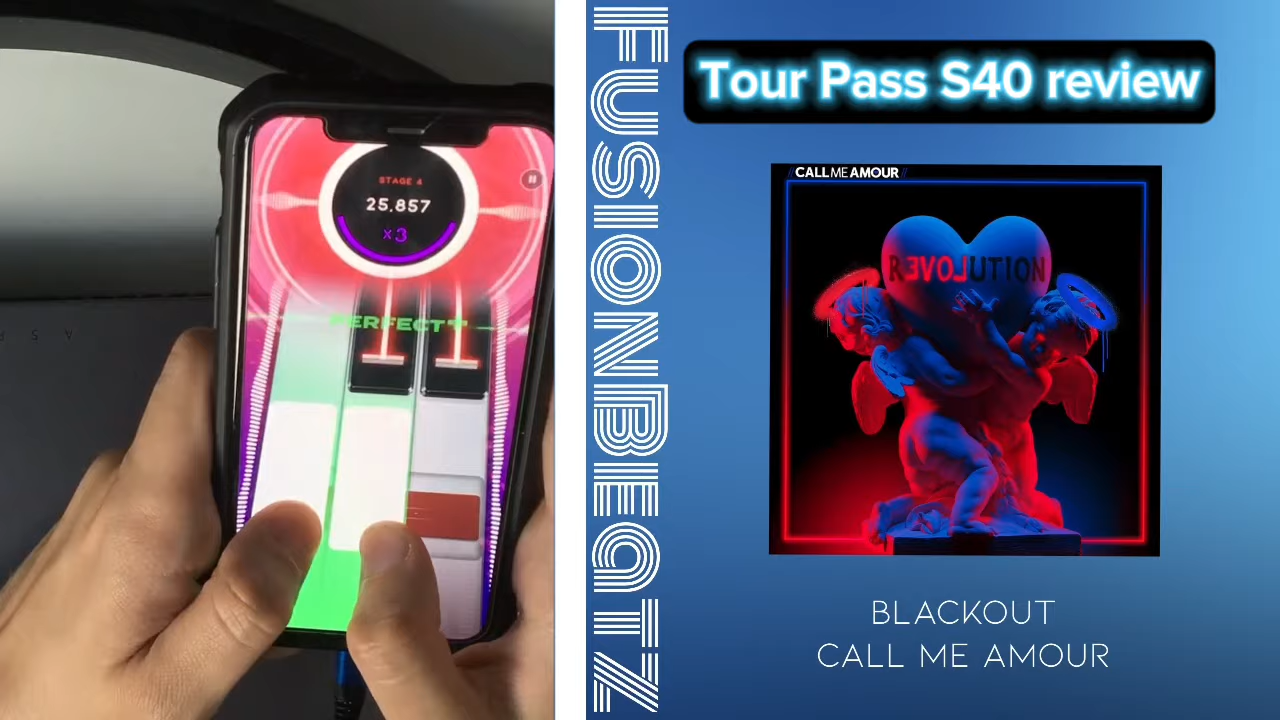 STAGE 4
25,857
x3
PERFECT+
FUSIONBEATZ
Tour Pass S40 review
CALL ME AMOUR
REVOLUTION
BLACKOUT
CALL ME AMOUR